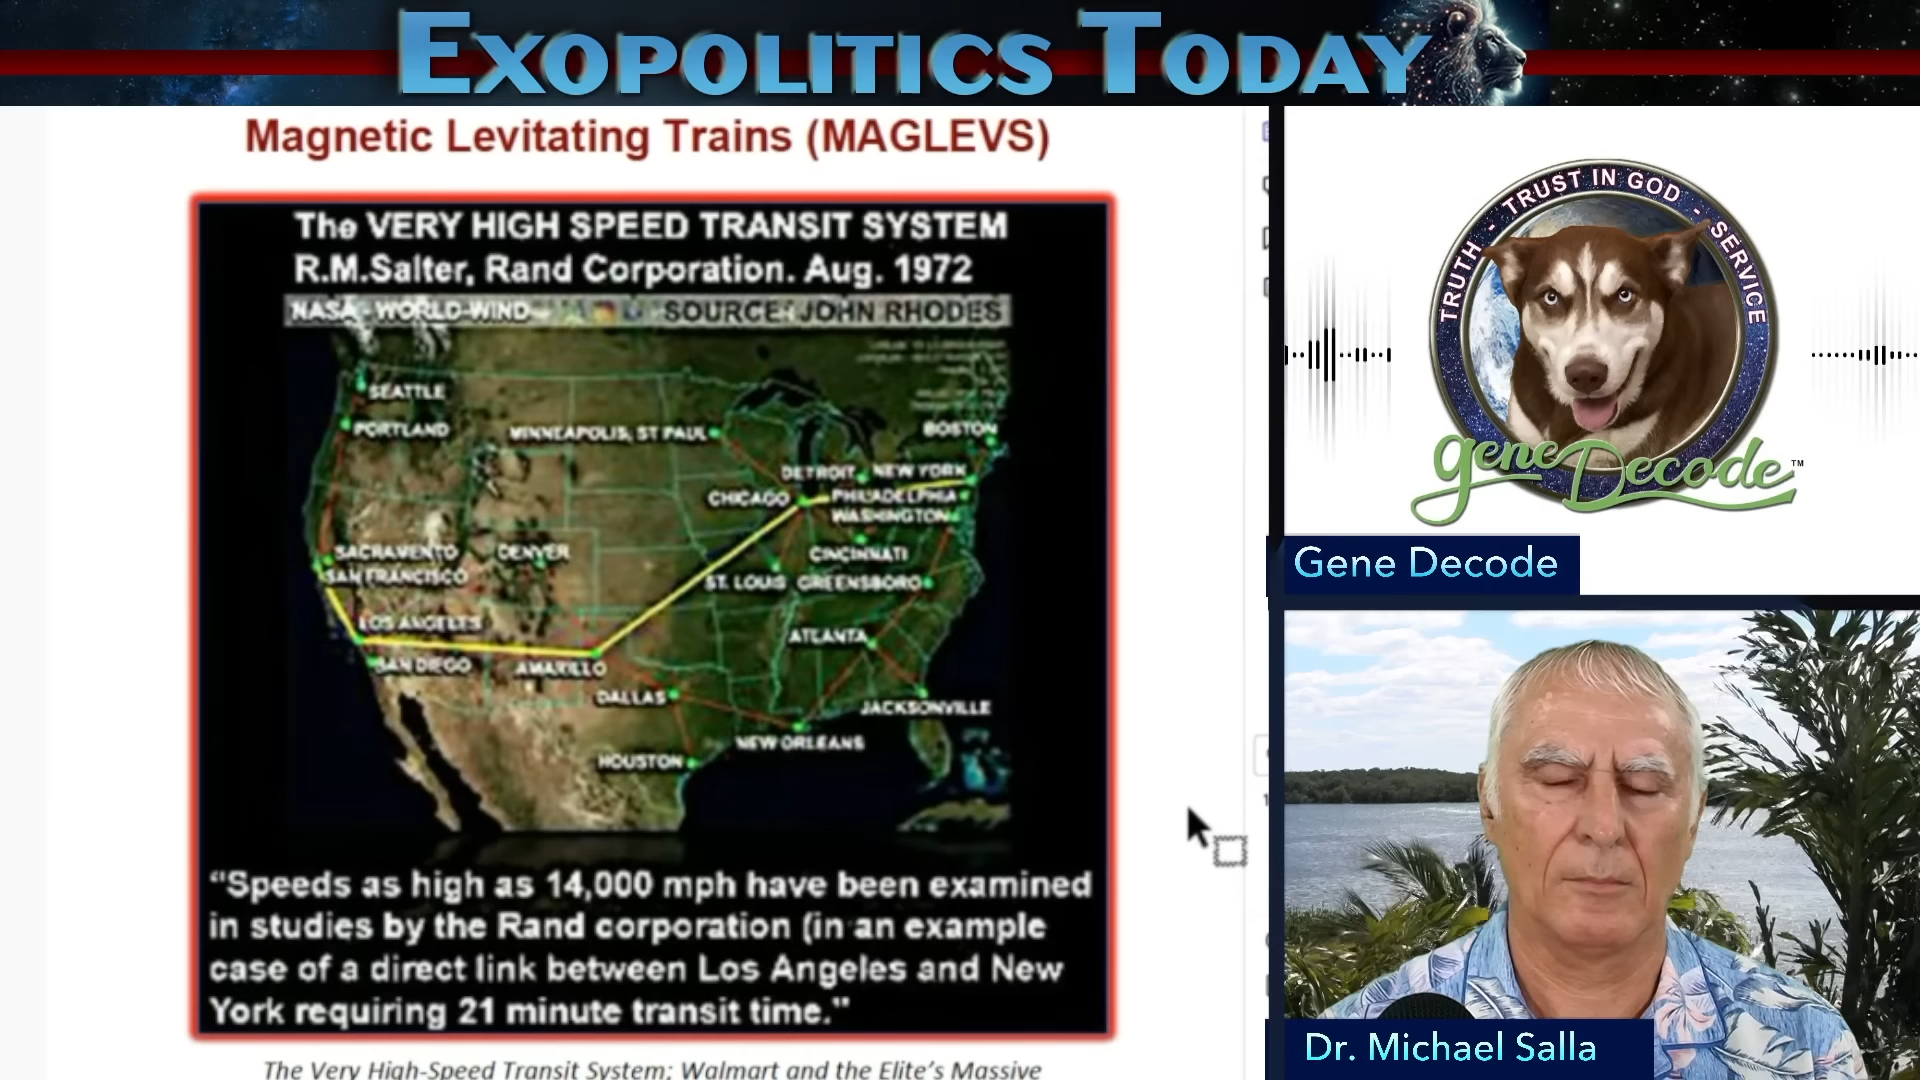 EXOPOLITICS TODAY
Magnetic Levitating Trains (MAGLEVS)
The VERY HIGH SPEED TRANSIT SYSTEM
R.M.Salter, Rand Corporation. Aug. 1972
NASA - WORLD-WIND
SOURCE: JOHN RHODES
SEATTLE
PORTLAND
MINNEAPOLIS, ST PAUL
BOSTON
DETROIT
NEW YORK
CHICAGO
PHILADELPHIA
WASHINGTON
SACRAMENTO
DENVER
CINCINNATI
SAN FRANCISCO
ST. LOUIS
GREENSBORO
LOS ANGELES
ATLANTA
SAN DIEGO
AMARILLO
DALLAS
JACKSONVILLE
NEW ORLEANS
HOUSTON
"Speeds as high as 14,000 mph have been examined
in studies by the Rand corporation (in an example
case of a direct link between Los Angeles and New
York requiring 21 minute transit time."
The Very High-Speed Transit System; Walmart and the Elite's Massive
TRUTH - TRUST IN GOD - SERVICE
gene Decode™
Gene Decode
Dr. Michael Salla